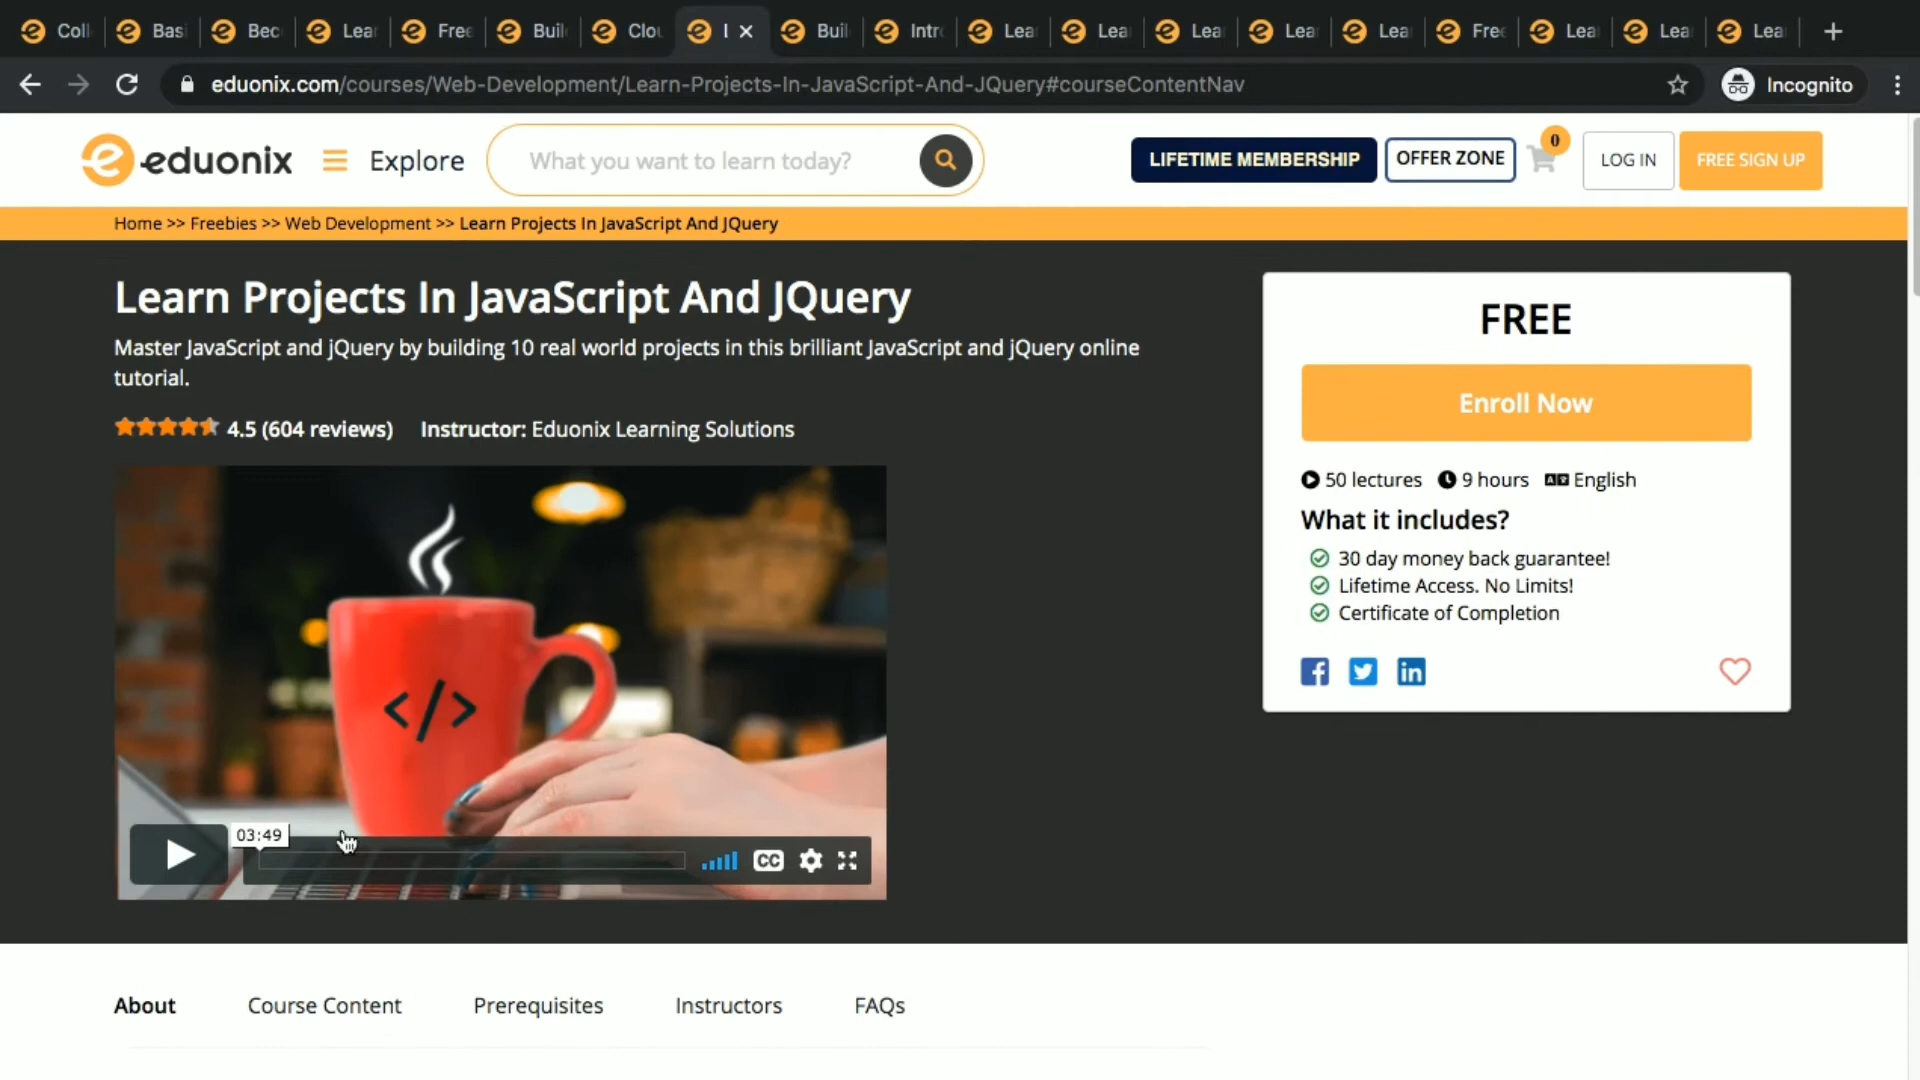 Coll Basi Bec Lear Free Buil Clou l Buil Intro Lea Lea Lea Lea Lea Free Lea Lea Lea
eduonix.com/courses/Web-Development/Learn-Projects-In-JavaScript-And-JQuery#courseContentNav Incognito
eduonix Explore What you want to learn today? LIFETIME MEMBERSHIP OFFER ZONE 0 LOG IN FREE SIGN UP
Home >> Freebies >> Web Development >> Learn Projects In JavaScript And JQuery
Learn Projects In JavaScript And JQuery
Master JavaScript and jQuery by building 10 real world projects in this brilliant JavaScript and jQuery online
tutorial.
4.5 (604 reviews) Instructor: Eduonix Learning Solutions
</>
03:49
CC
FREE
Enroll Now
50 lectures 9 hours English
What it includes?
30 day money back guarantee!
Lifetime Access. No Limits!
Certificate of Completion
About Course Content Prerequisites Instructors FAQs